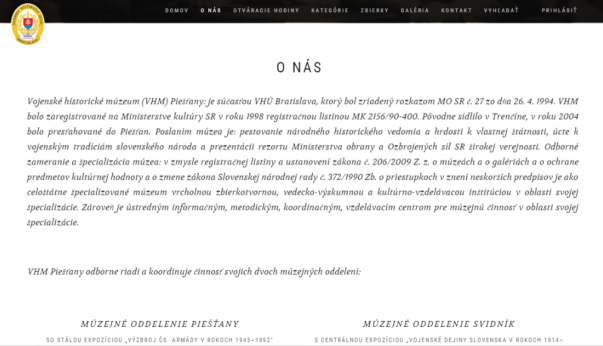 DOMOV O NÁS OTVÁRACIE HODINY KATEGÓRIE ZBIERKY GALÉRIA KONTAKT VYHĽADAŤ PRIHLÁSIŤ
O NÁS
Vojenské historické múzeum (VHM) Piešťany: je súčasťou VHÚ Bratislava, ktorý bol zriadený rozkazom MO SR č. 27 zo dňa 26. 4. 1994. VHM
bolo zaregistrované na Ministerstve kultúry SR v roku 1998 registračnou listinou MK 2156/90-400. Pôvodne sídlilo v Trenčíne, v roku 2004
bolo presťahované do Piešťan. Poslaním múzea je: pestovanie národného historického vedomia a hrdosti k vlastnej štátnosti, úcte k
vojenským tradíciám slovenského národa a prezentácii rezortu Ministerstva obrany a Ozbrojených síl SR širokej verejnosti. Odborné
zameranie a špecializácia múzea: v zmysle registračnej listiny a ustanovení zákona č. 206/2009 Z. z. o múzeách a o galériách a o ochrane
predmetov kultúrnej hodnoty a o zmene zákona Slovenskej národnej rady č. 372/1990 Zb. o priestupkoch v znení neskorších predpisov je ako
celoštátne špecializované múzeum vrcholnou zbierkotvornou, vedecko-výskumnou a kultúrno-vzdelávacou inštitúciou v oblasti svojej
špecializácie. Zároveň je ústredným informačným, metodickým, koordinačným, vzdelávacím centrom pre múzejnú činnosť v oblasti svojej
špecializácie.
VHM Piešťany odborne riadi a koordinuje činnosť svojich dvoch múzejných oddelení:
MÚZEJNÉ ODDELENIE PIEŠŤANY
SO STÁLOU EXPOZÍCIOU „VÝZBROJ ČS. ARMÁDY V ROKOCH 1945–1992"
MÚZEJNÉ ODDELENIE SVIDNÍK
S CENTRÁLNOU EXPOZÍCIOU „VOJENSKÉ DEJINY SLOVENSKA V ROKOCH 1914–